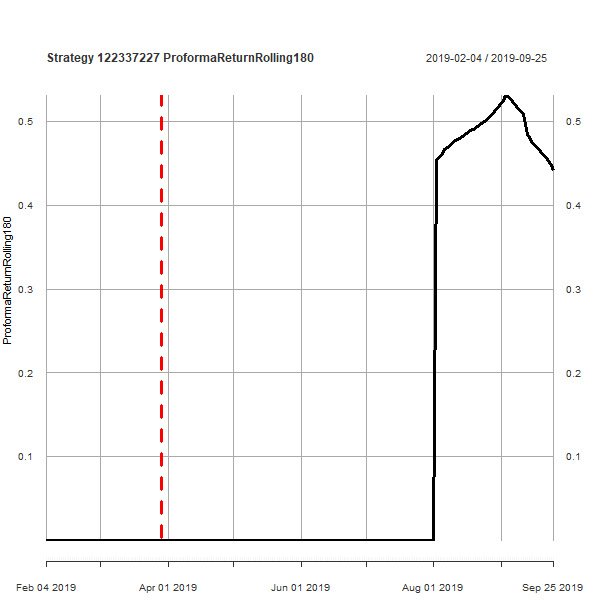 Strategy 122337227 ProformaReturnRolling180
2019-02-04 / 2019-09-25
ProformaReturnRolling180
0.5
0.5
0.4
0.4
0.3
0.3
0.2
0.2
0.1
0.1
Feb 04 2019
Apr 01 2019
Jun 01 2019
Aug 01 2019
Sep 25 2019